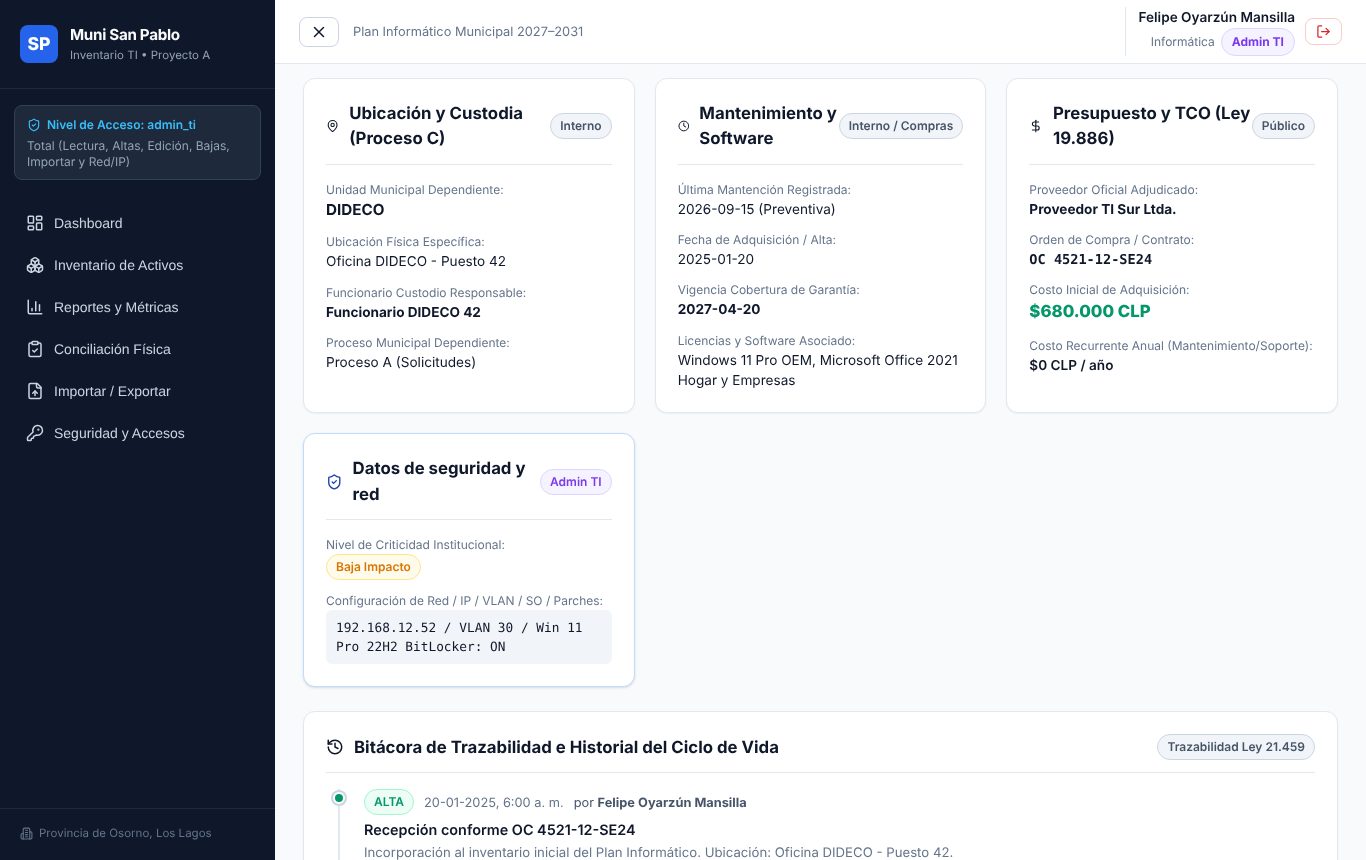 SP
Muni San Pablo
Inventario TI • Proyecto A
Nivel de Acceso: admin_ti
Total (Lectura, Altas, Edición, Bajas,
Importar y Red/IP)
Dashboard
Inventario de Activos
Reportes y Métricas
Conciliación Física
Importar / Exportar
Seguridad y Accesos
Provincia de Osorno, Los Lagos
Plan Informático Municipal 2027–2031
Felipe Oyarzún Mansilla
Informática
Admin TI
Ubicación y Custodia
(Proceso C)
Interno
Unidad Municipal Dependiente:
DIDECO
Ubicación Física Específica:
Oficina DIDECO - Puesto 42
Funcionario Custodio Responsable:
Funcionario DIDECO 42
Proceso Municipal Dependiente:
Proceso A (Solicitudes)
Mantenimiento y
Software
Interno / Compras
Última Mantención Registrada:
2026-09-15 (Preventiva)
Fecha de Adquisición / Alta:
2025-01-20
Vigencia Cobertura de Garantía:
2027-04-20
Licencias y Software Asociado:
Windows 11 Pro OEM, Microsoft Office 2021
Hogar y Empresas
Presupuesto y TCO (Ley
19.886)
Público
Proveedor Oficial Adjudicado:
Proveedor TI Sur Ltda.
Orden de Compra / Contrato:
OC 4521-12-SE24
Costo Inicial de Adquisición:
$680.000 CLP
Costo Recurrente Anual (Mantenimiento/Soporte):
$0 CLP / año
Datos de seguridad y
red
Admin TI
Nivel de Criticidad Institucional:
Baja Impacto
Configuración de Red / IP / VLAN / SO / Parches:
192.168.12.52 / VLAN 30 / Win 11
Pro 22H2 BitLocker: ON
Bitácora de Trazabilidad e Historial del Ciclo de Vida
Trazabilidad Ley 21.459
ALTA 20-01-2025, 6:00 a. m. por Felipe Oyarzún Mansilla
Recepción conforme OC 4521-12-SE24
Incorporación al inventario inicial del Plan Informático. Ubicación: Oficina DIDECO - Puesto 42.